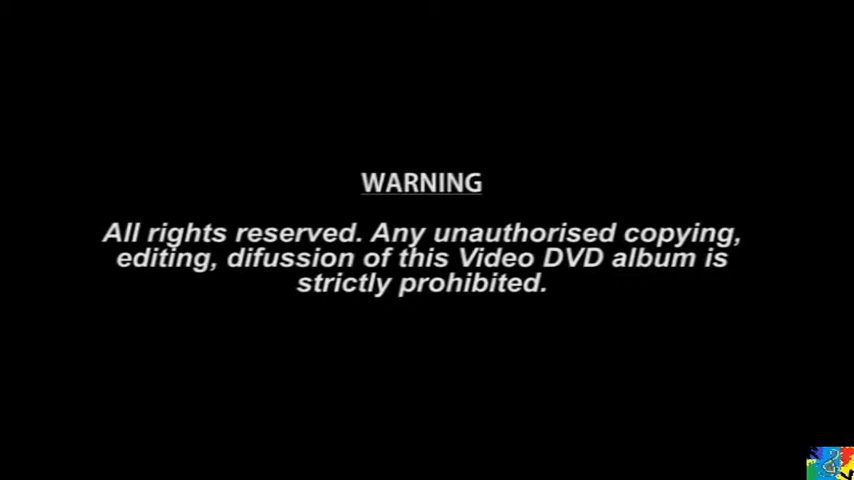 WARNING
All rights reserved. Any unauthorised copying,
editing, difussion of this Video DVD album is
strictly prohibited.